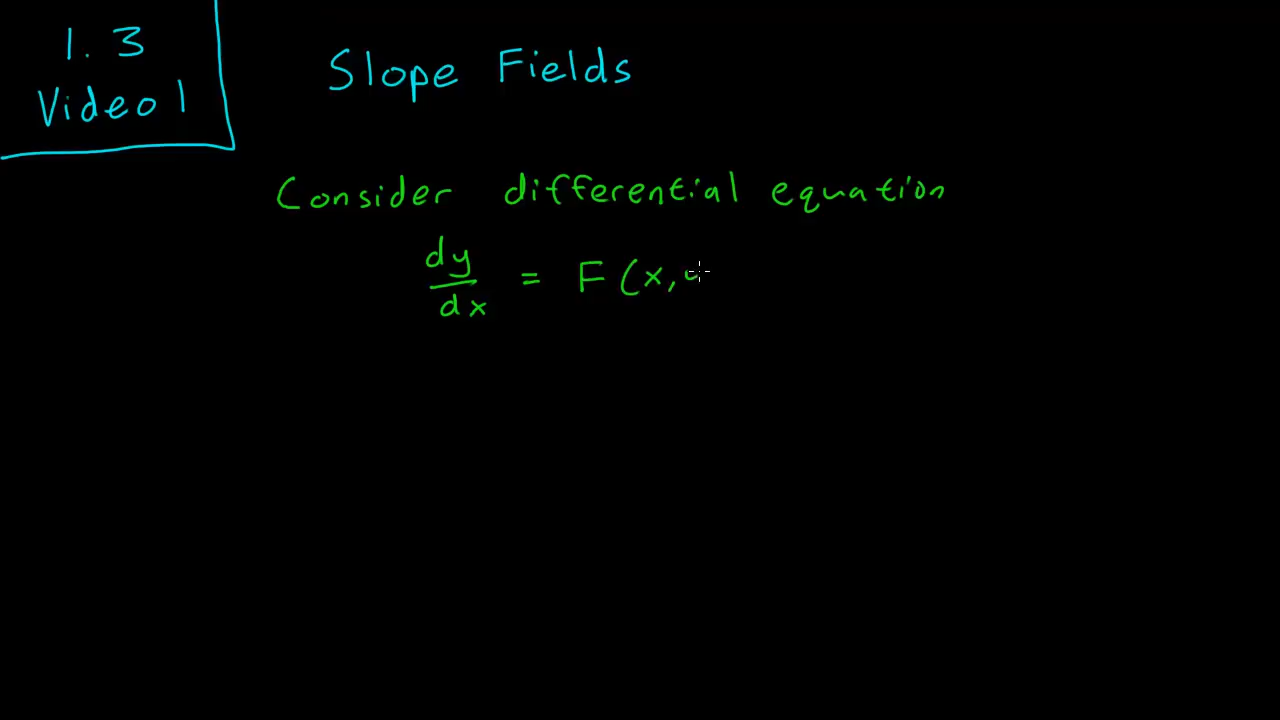 1.3
Video 1
Slope Fields
Consider differential equation
dy
dx
= F(x,